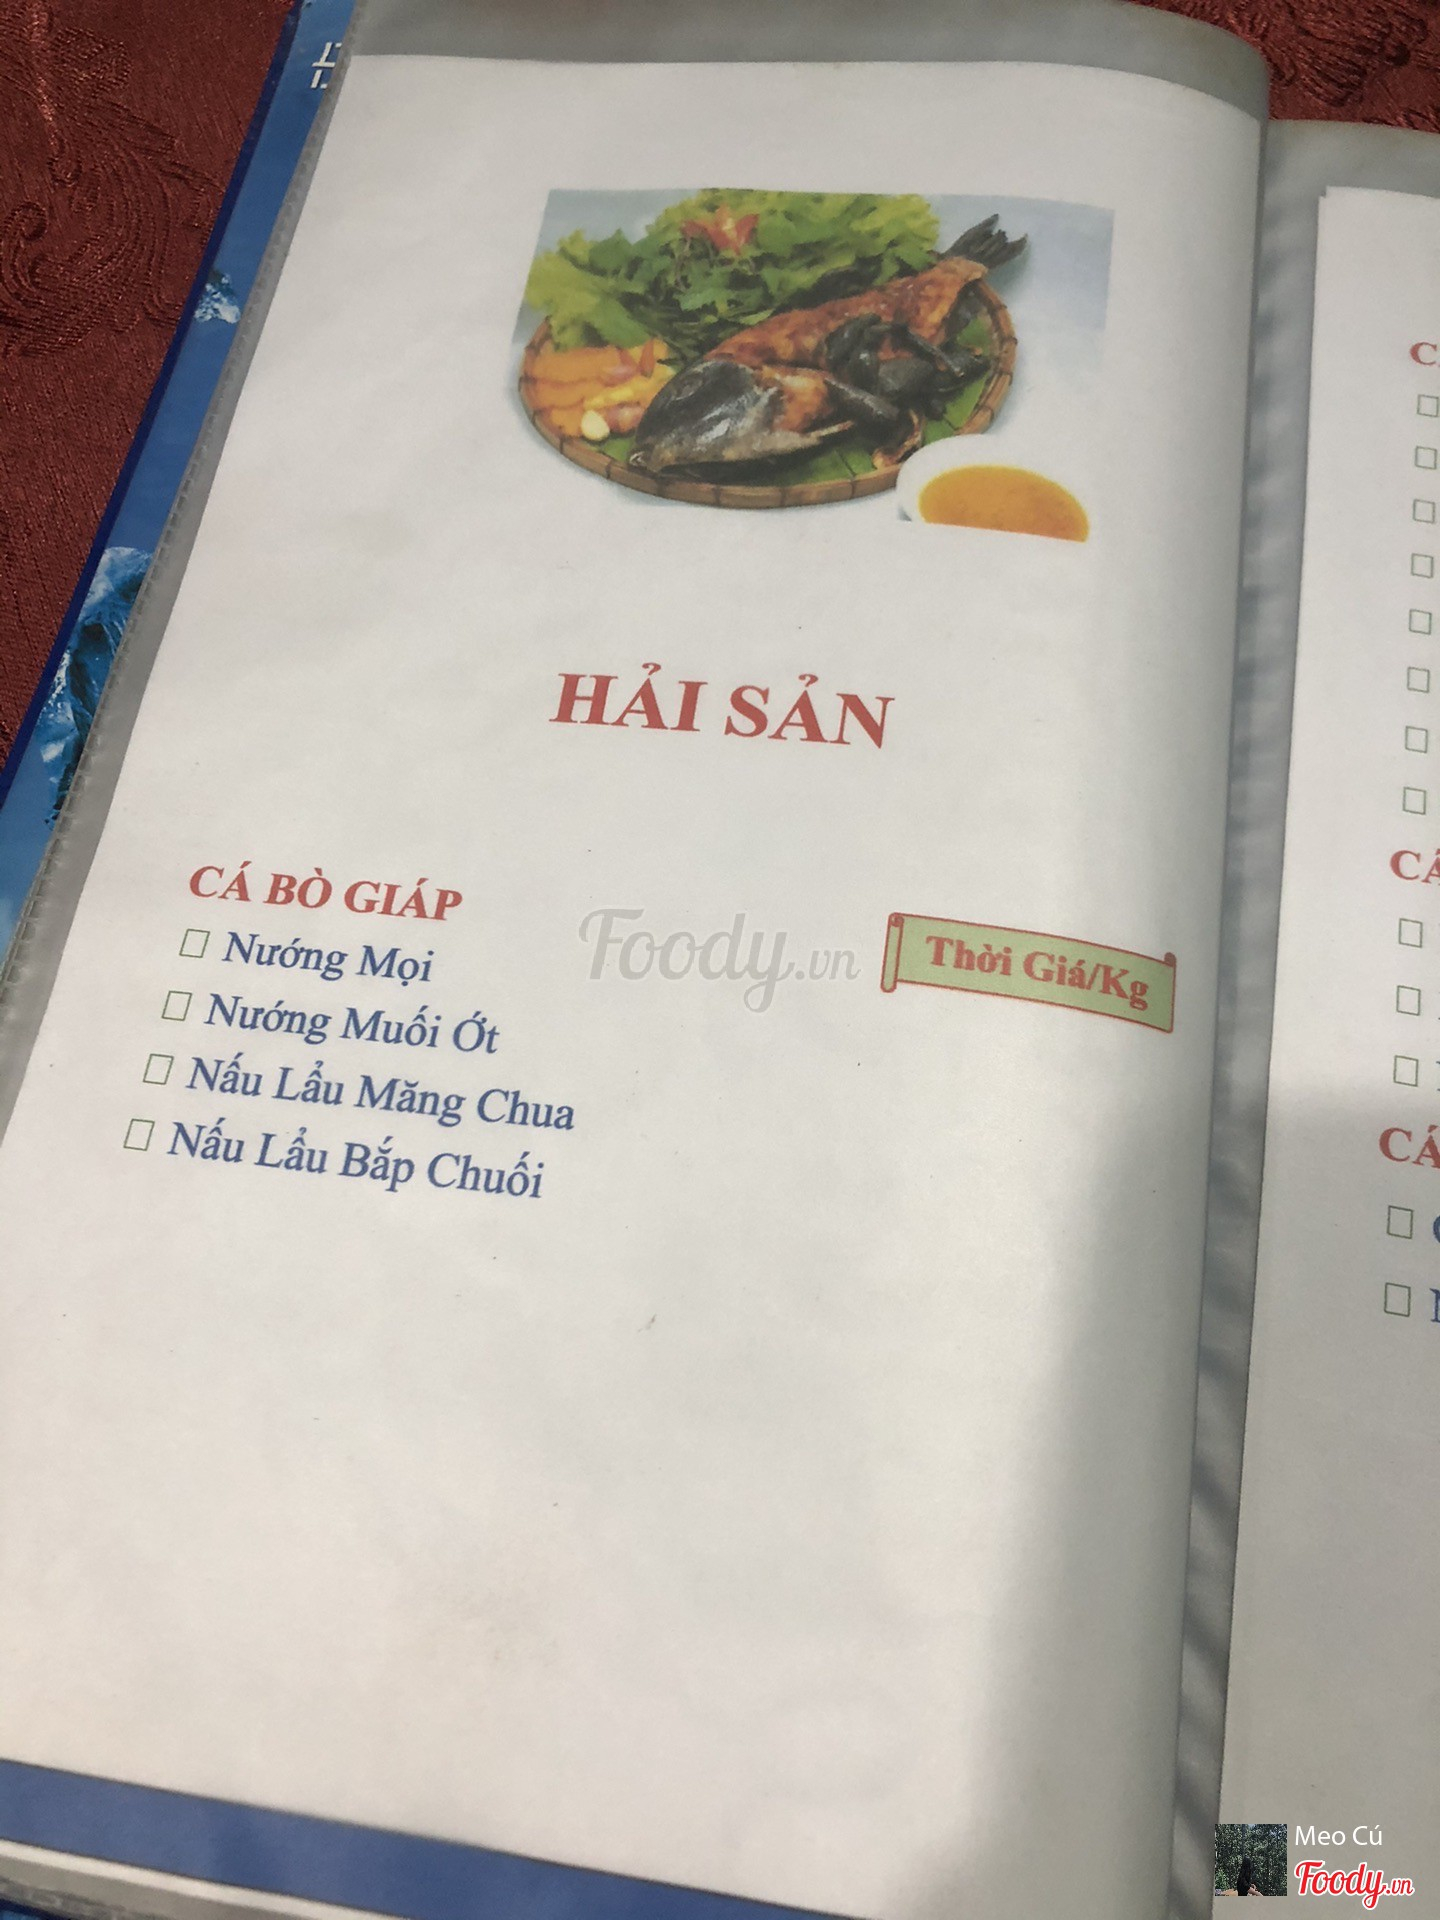 HẢI SẢN
CÁ BÒ GIÁP
Nướng Mọi
Thời Giá/Kg
Nướng Muối Ớt
Nấu Lẩu Măng Chua
Nấu Lẩu Bắp Chuối
Foody.vn
CÁ
Meo Cú
Foody.vn